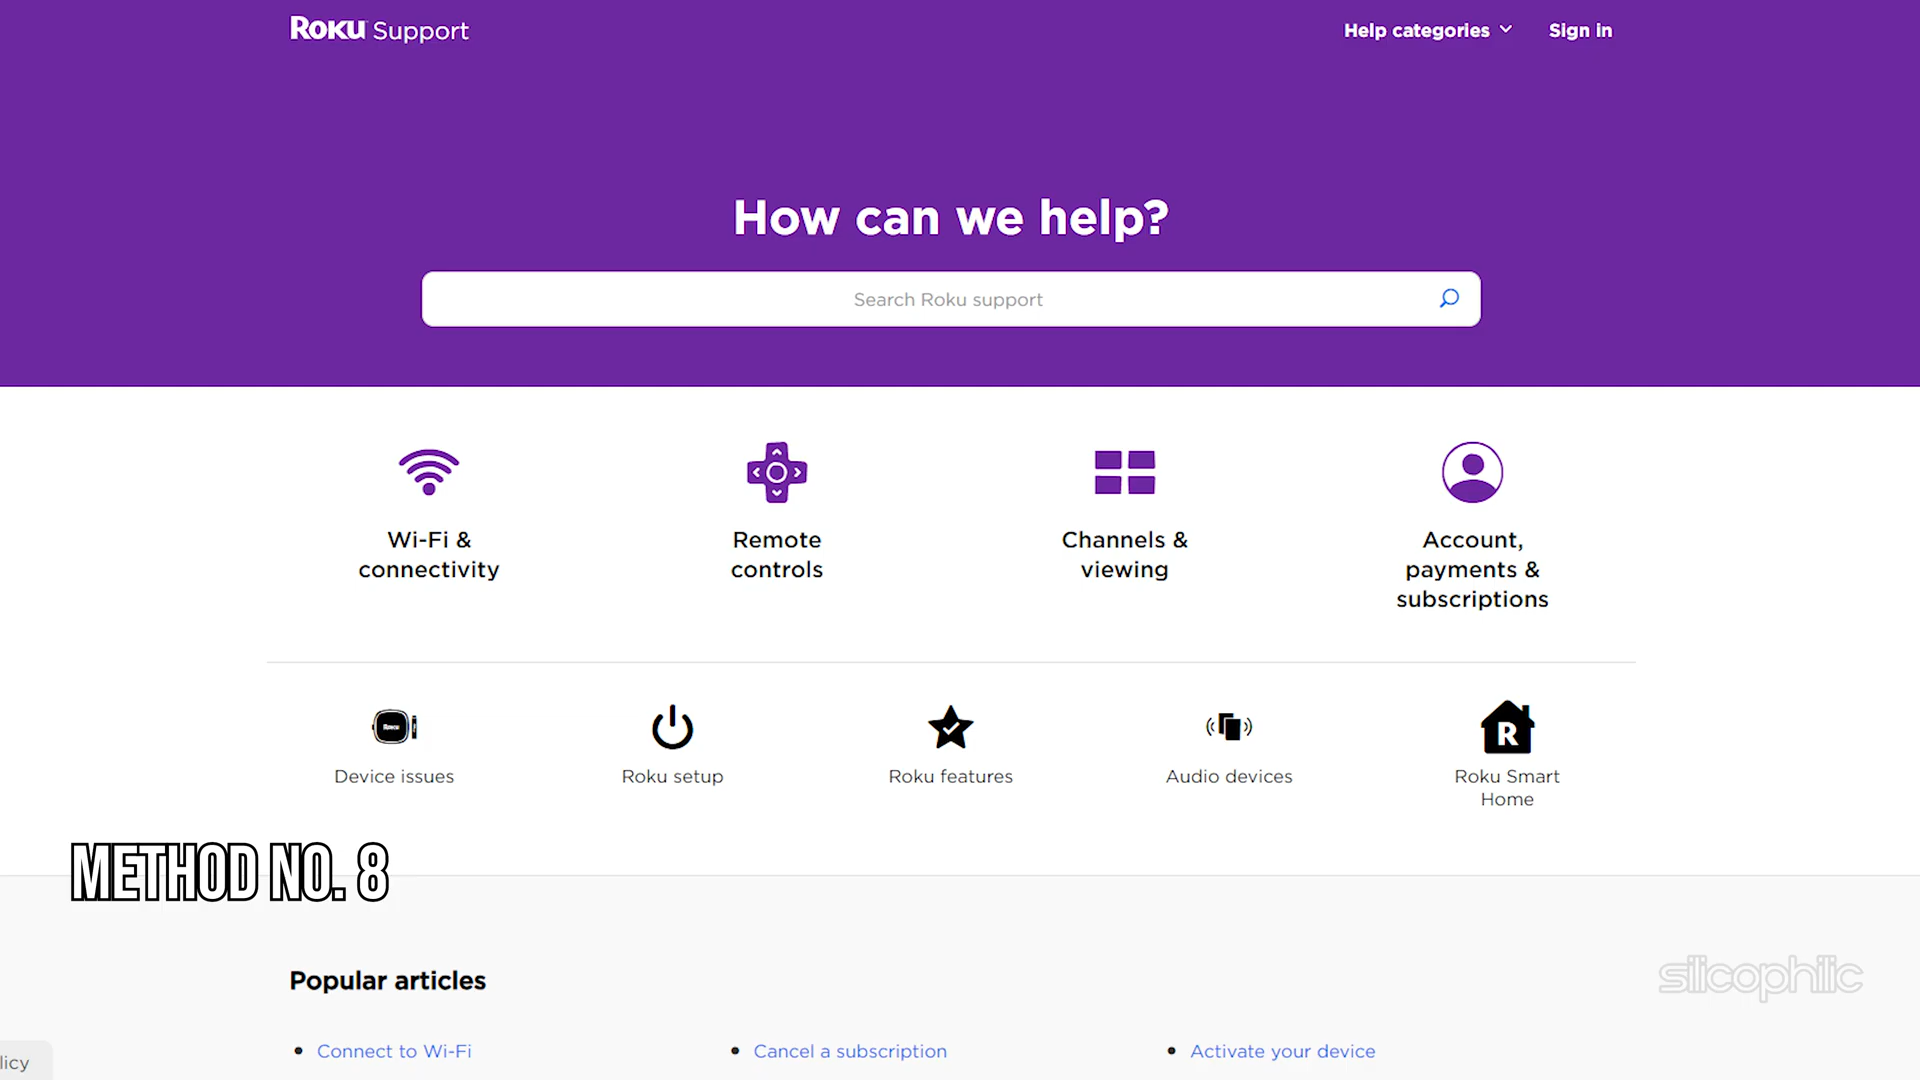 Roku Support
Help categories
Sign in
How can we help?
Search Roku support
Wi-Fi &
connectivity
Remote
controls
Channels &
viewing
Account,
payments &
subscriptions
Roku
Device issues
Roku setup
Roku features
Audio devices
R
Roku Smart
Home
METHOD NO. 8
Popular articles
silicophilic
Connect to Wi-Fi
Cancel a subscription
Activate your device
licy